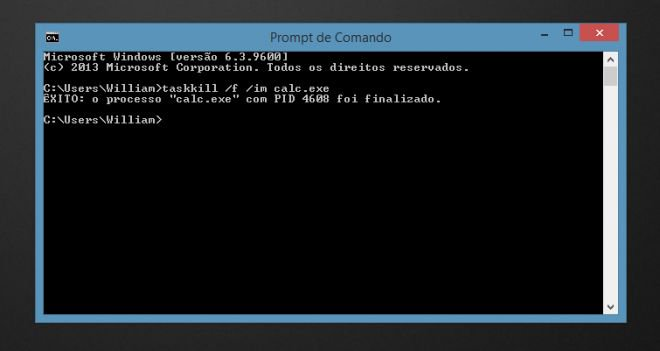 Prompt de Comando
Microsoft Windows [versão 6.3.9600]
(c) 2013 Microsoft Corporation. Todos os direitos reservados.
C:\Users\William>taskkill /f /im calc.exe
ÊXITO: o processo "calc.exe" com PID 4608 foi finalizado.
C:\Users\William>